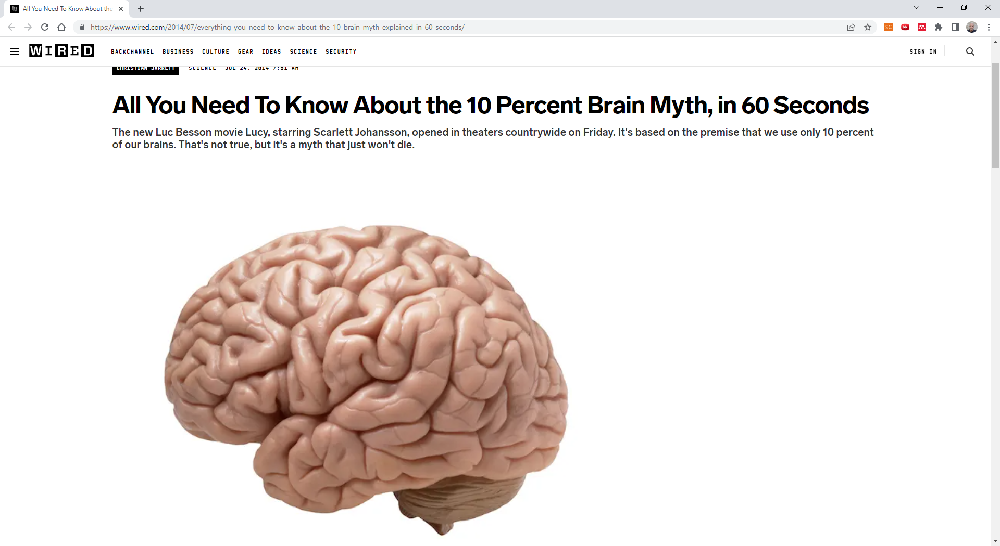 All You Need To Know About the
https://www.wired.com/2014/07/everything-you-need-to-know-about-the-10-brain-myth-explained-in-60-seconds/
SC
WIRED
BACKCHANNEL BUSINESS CULTURE GEAR IDEAS SCIENCE SECURITY
SIGN IN
CHRISTIAN JARRETT SCIENCE JUL 24, 2014 7:51 AM
All You Need To Know About the 10 Percent Brain Myth, in 60 Seconds
The new Luc Besson movie Lucy, starring Scarlett Johansson, opened in theaters countrywide on Friday. It's based on the premise that we use only 10 percent
of our brains. That's not true, but it's a myth that just won't die.